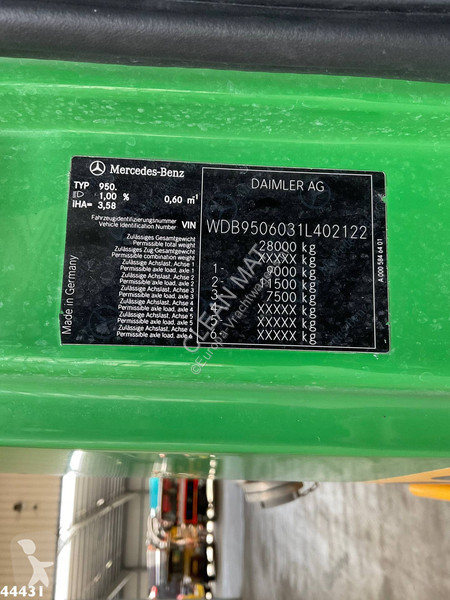 Mercedes-Benz
DAIMLER AG
TYP 950.
1,00 % 0,60 m⁻¹
iHA= 3,58
Fahrzeugidentifizierungsnummer
Vehicle Identification Number VIN WDB9506031L402122
Zulässiges Gesamtgewicht
Permissible total weight 28000 kg
Zulässiges Zug-Gesamtgewicht
Permissible combination weight XXXXX kg
Zulässige Achslast, Achse 1
Permissible axle load, axle 1 1- 9000 kg
Zulässige Achslast, Achse 2
Permissible axle load, axle 2 2- 11500 kg
Zulässige Achslast, Achse 3
Permissible axle load, axle 3 3- 7500 kg
Zulässige Achslast, Achse 4
Permissible axle load, axle 4 XXXXX kg
Zulässige Achslast, Achse 5
Permissible axle load, axle 5 XXXXX kg
Zulässige Achslast, Achse 6
Permissible axle load, axle 6 XXXXX kg
Made in Germany
A 000 584 64 01
CLEAN MAT
©Europa Vrachtwagens
44431